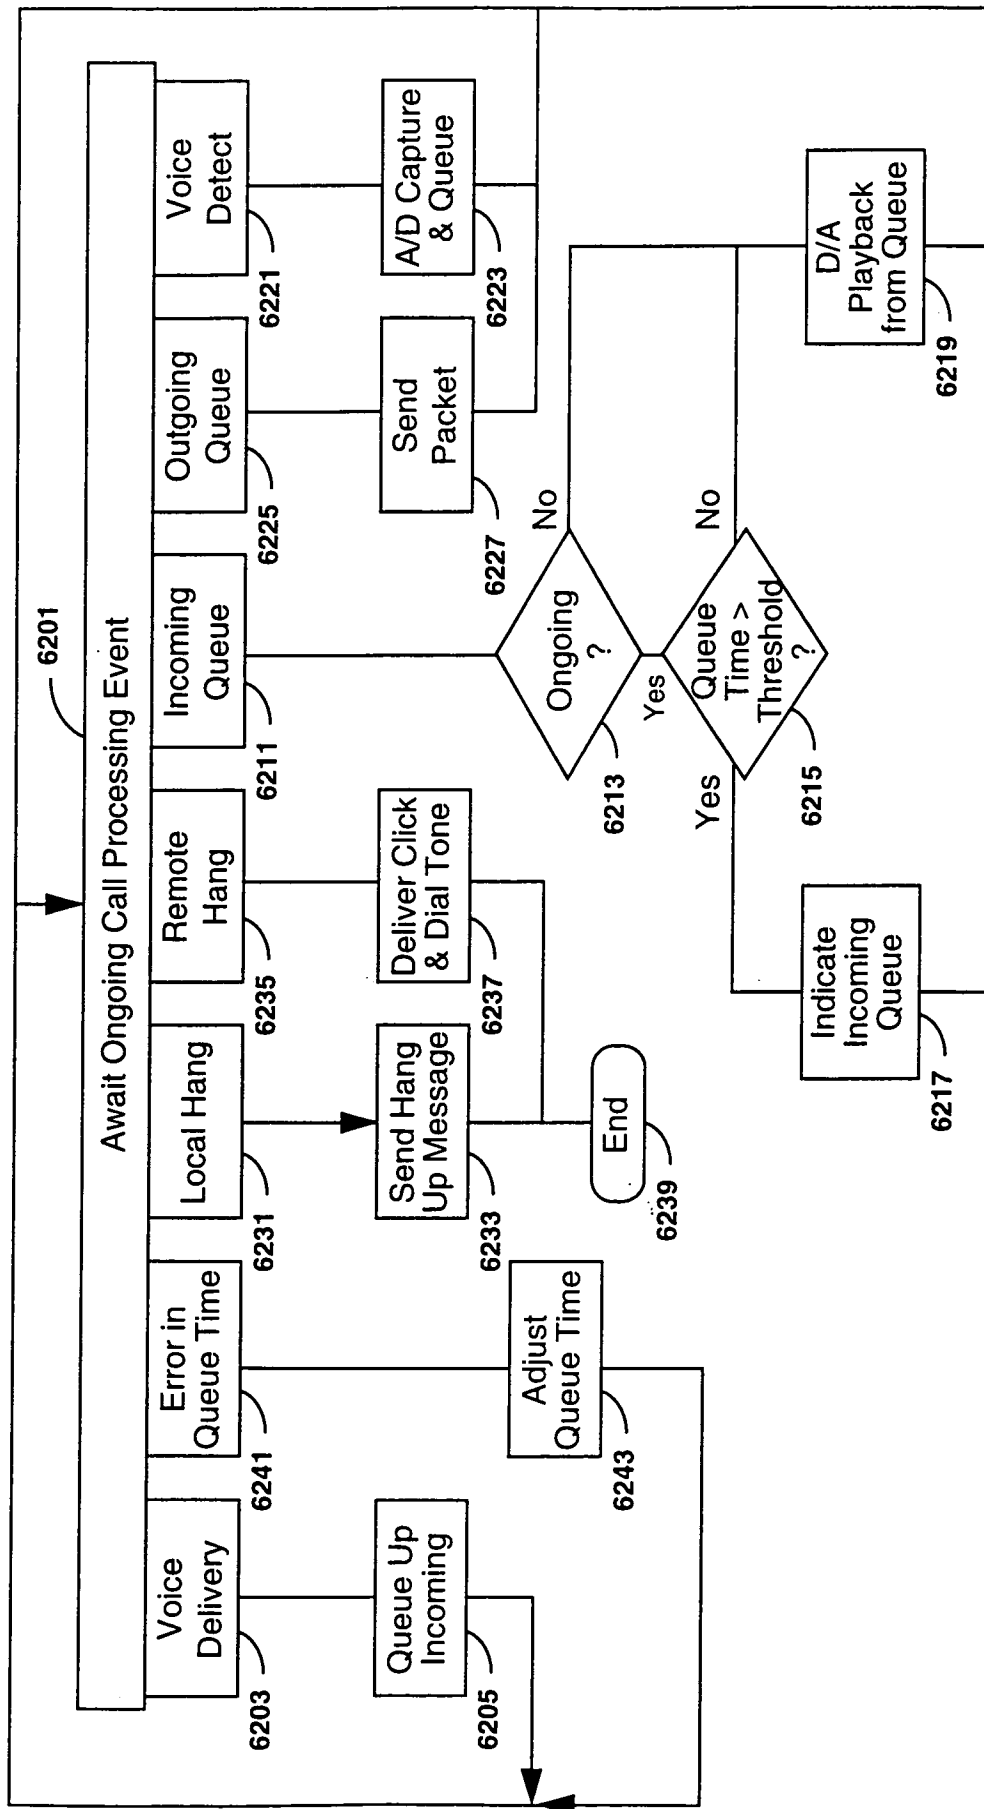 6201
Await Ongoing Call Processing Event
Voice
Delivery
6203
Error in
Queue Time
6241
Local Hang
6231
Remote
Hang
6235
Incoming
Queue
6211
Outgoing
Queue
6225
Voice
Detect
6221
Queue Up
Incoming
6205
Send Hang
Up Message
6233
Deliver Click
& Dial Tone
6237
Send
Packet
6227
A/D Capture
& Queue
6223
Adjust
Queue Time
6243
End
6239
Ongoing
?
6213
No
Yes
Queue
Time >
Threshold
?
6215
Yes
No
Indicate
Incoming
Queue
6217
D/A
Playback
from Queue
6219